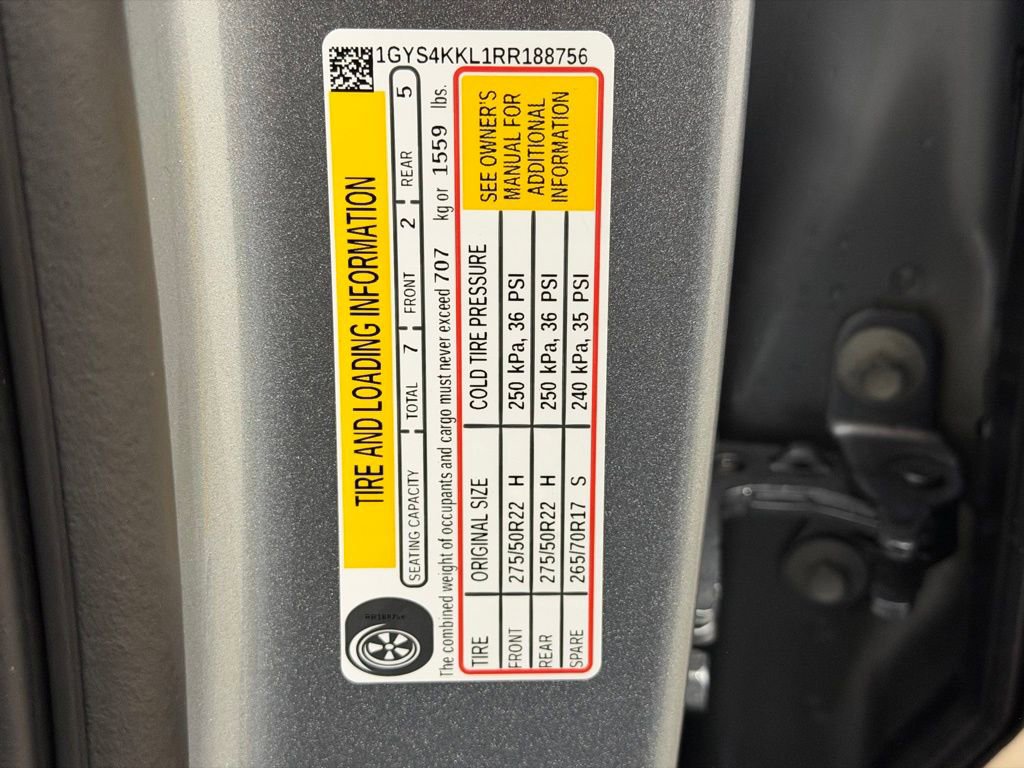 1GYS4KKL1RR188756
TIRE AND LOADING INFORMATION
SEATING CAPACITY TOTAL 7 FRONT 2 REAR 5
The combined weight of occupants and cargo must never exceed 707 kg or 1559 lbs.
TIRE ORIGINAL SIZE COLD TIRE PRESSURE
FRONT 275/50R22 H 250 kPa, 36 PSI
REAR 275/50R22 H 250 kPa, 36 PSI
SPARE 265/70R17 S 240 kPa, 35 PSI
SEE OWNER'S
MANUAL FOR
ADDITIONAL
INFORMATION
RR188756